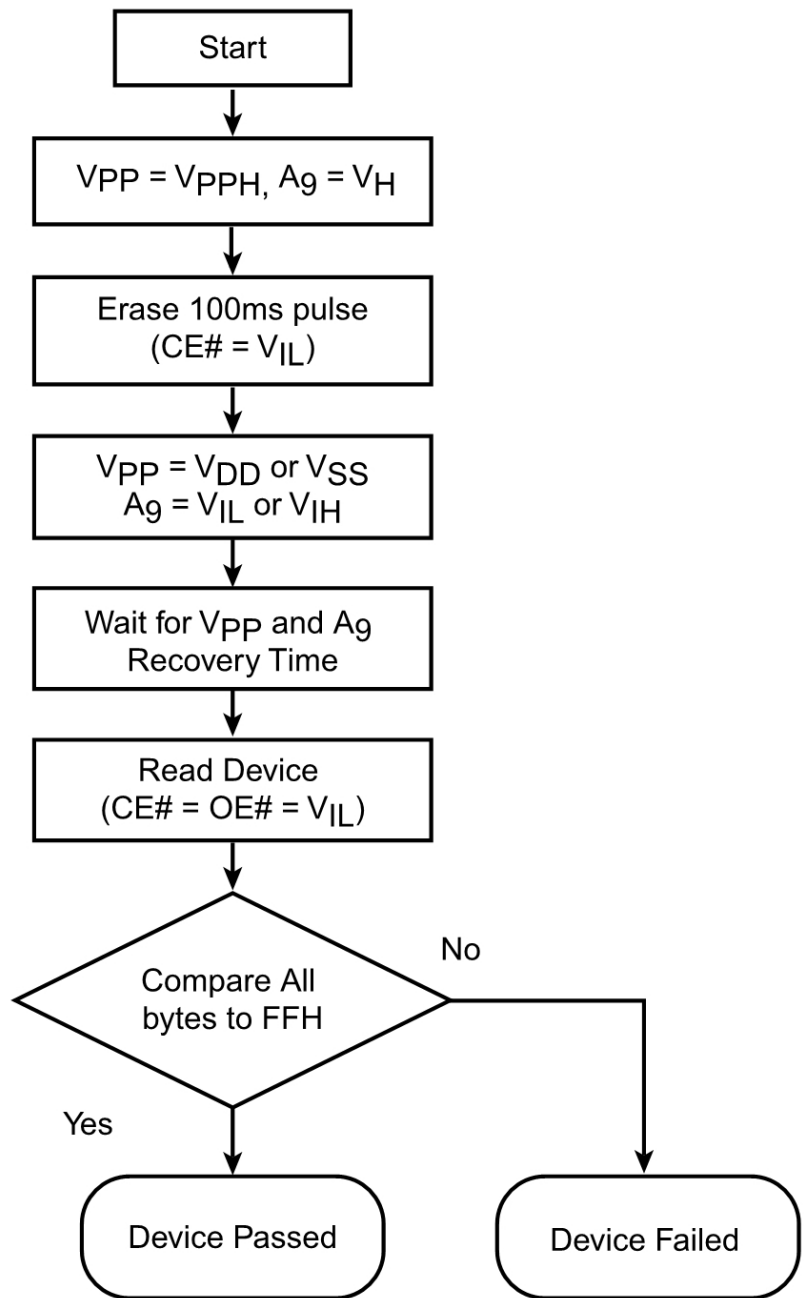 Start
VPP = VPPH, A9 = VH
Erase 100ms pulse
(CE# = VIL)
VPP = VDD or VSS
A9 = VIL or VIH
Wait for VPP and A9
Recovery Time
Read Device
(CE# = OE# = VIL)
Compare All
bytes to FFH
No
Yes
Device Passed
Device Failed